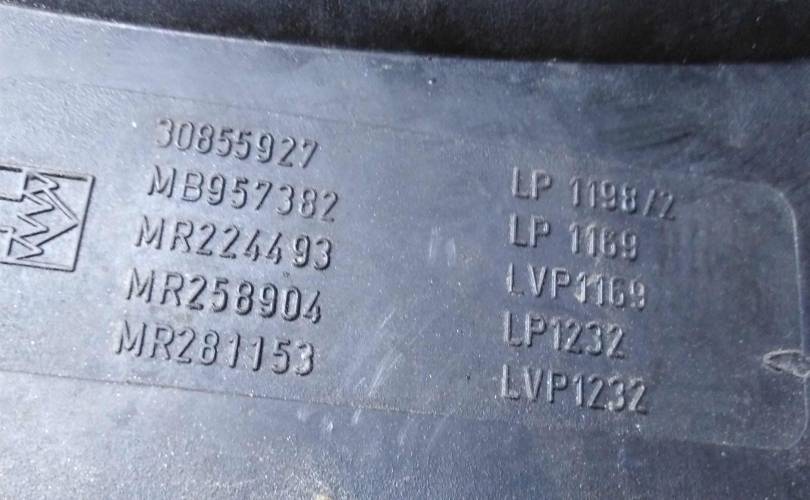 30855927
MB957382
MR224493
MR258904
MR281153
LP 1198/2
LP 1169
LVP1169
LP1232
LVP1232